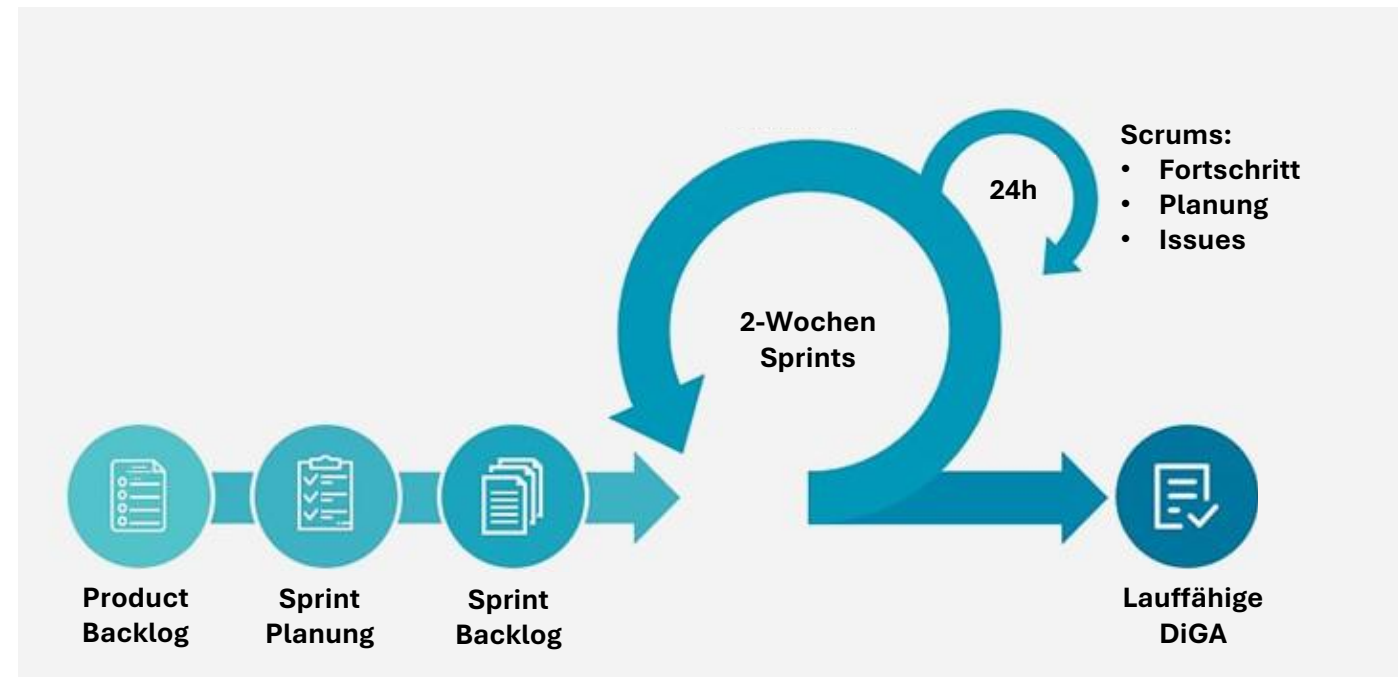 Scrums:
• Fortschritt
• Planung
• Issues
24h
2-Wochen
Sprints
Product
Backlog
Sprint
Planung
Sprint
Backlog
Lauffähige
DiGA